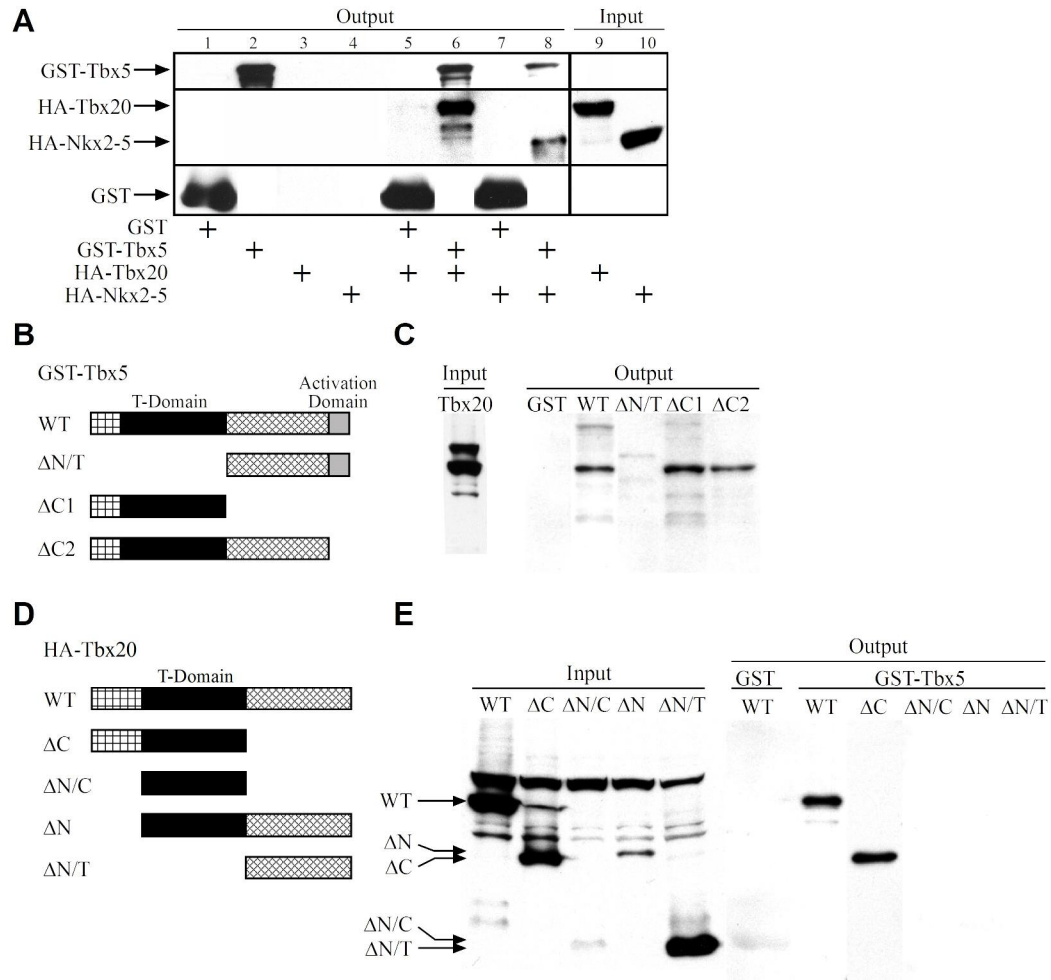 A
Output
Input
1 2 3 4 5 6 7 8 9 10
GST-Tbx5
HA-Tbx20
HA-Nkx2-5
GST
GST + + +
GST-Tbx5 + + +
HA-Tbx20 + + + +
HA-Nkx2-5 + + + +
B
GST-Tbx5
T-Domain
Activation
Domain
WT
ΔN/T
ΔC1
ΔC2
C
Input
Output
Tbx20
GST WT ΔN/T ΔC1 ΔC2
D
HA-Tbx20
T-Domain
WT
ΔC
ΔN/C
ΔN
ΔN/T
E
Output
Input
GST
GST-Tbx5
WT ΔC ΔN/C ΔN ΔN/T
WT
WT ΔC ΔN/C ΔN ΔN/T
WT
ΔN
ΔC
ΔN/C
ΔN/T